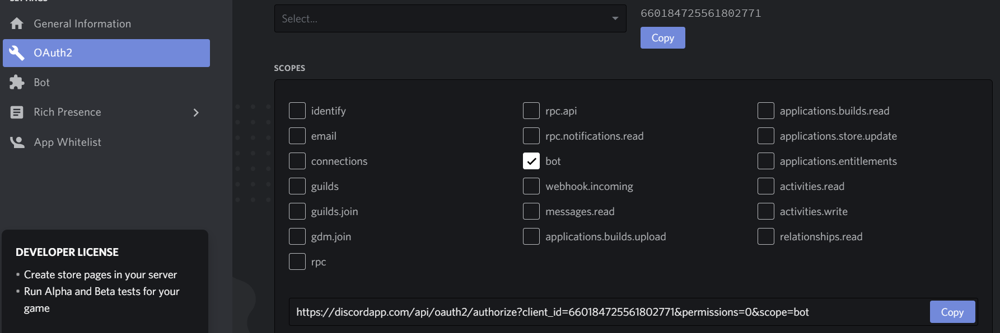 SETTINGS
General Information
OAuth2
Bot
Rich Presence
App Whitelist
DEVELOPER LICENSE
• Create store pages in your server
• Run Alpha and Beta tests for your
game
Select...
660184725561802771
Copy
SCOPES
identify
email
connections
guilds
guilds.join
gdm.join
rpc
rpc.api
rpc.notifications.read
bot
webhook.incoming
messages.read
applications.builds.upload
applications.builds.read
applications.store.update
applications.entitlements
activities.read
activities.write
relationships.read
https://discordapp.com/api/oauth2/authorize?client_id=660184725561802771&permissions=0&scope=bot
Copy